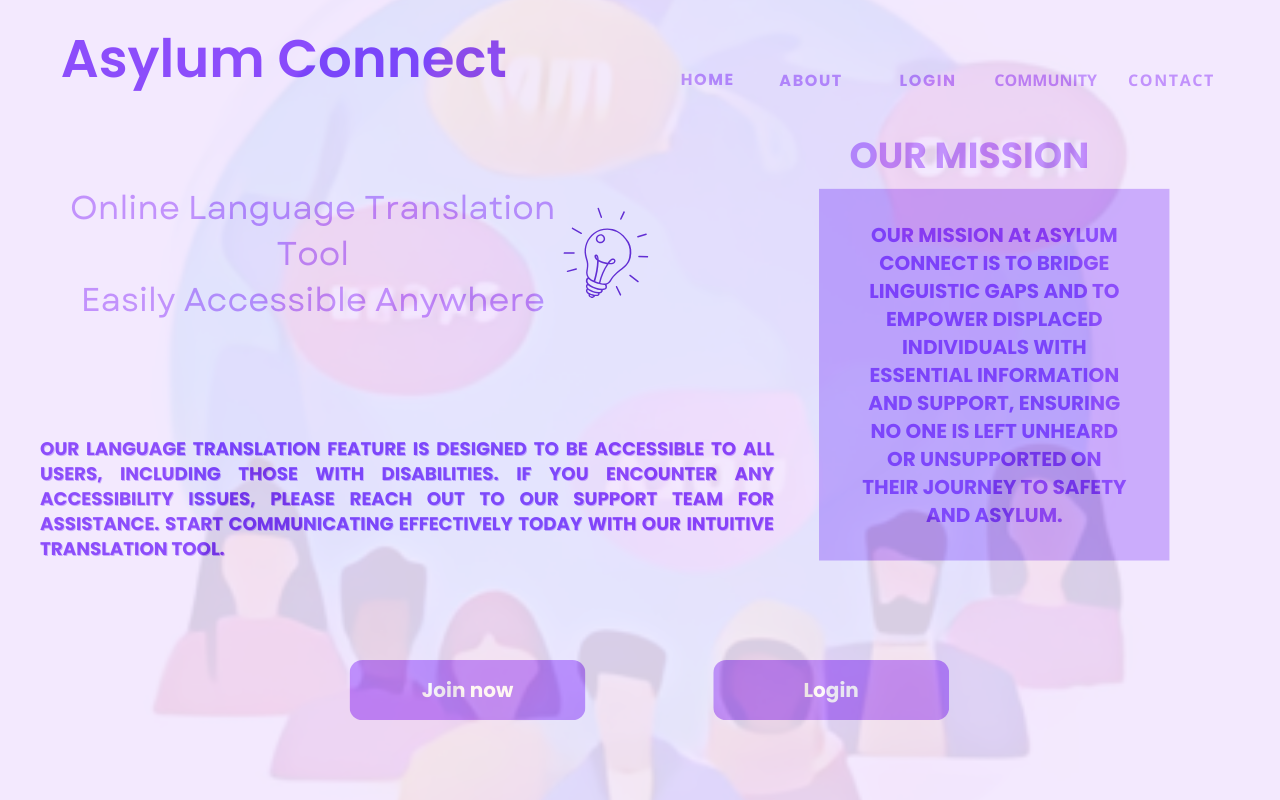 Asylum Connect
HOME ABOUT LOGIN COMMUNITY CONTACT
Online Language Translation
Tool
Easily Accessible Anywhere
OUR LANGUAGE TRANSLATION FEATURE IS DESIGNED TO BE ACCESSIBLE TO ALL
USERS, INCLUDING THOSE WITH DISABILITIES. IF YOU ENCOUNTER ANY
ACCESSIBILITY ISSUES, PLEASE REACH OUT TO OUR SUPPORT TEAM FOR
ASSISTANCE. START COMMUNICATING EFFECTIVELY TODAY WITH OUR INTUITIVE
TRANSLATION TOOL.
OUR MISSION
OUR MISSION At ASYLUM
CONNECT IS TO BRIDGE
LINGUISTIC GAPS AND TO
EMPOWER DISPLACED
INDIVIDUALS WITH
ESSENTIAL INFORMATION
AND SUPPORT, ENSURING
NO ONE IS LEFT UNHEARD
OR UNSUPPORTED ON
THEIR JOURNEY TO SAFETY
AND ASYLUM.
Join now
Login